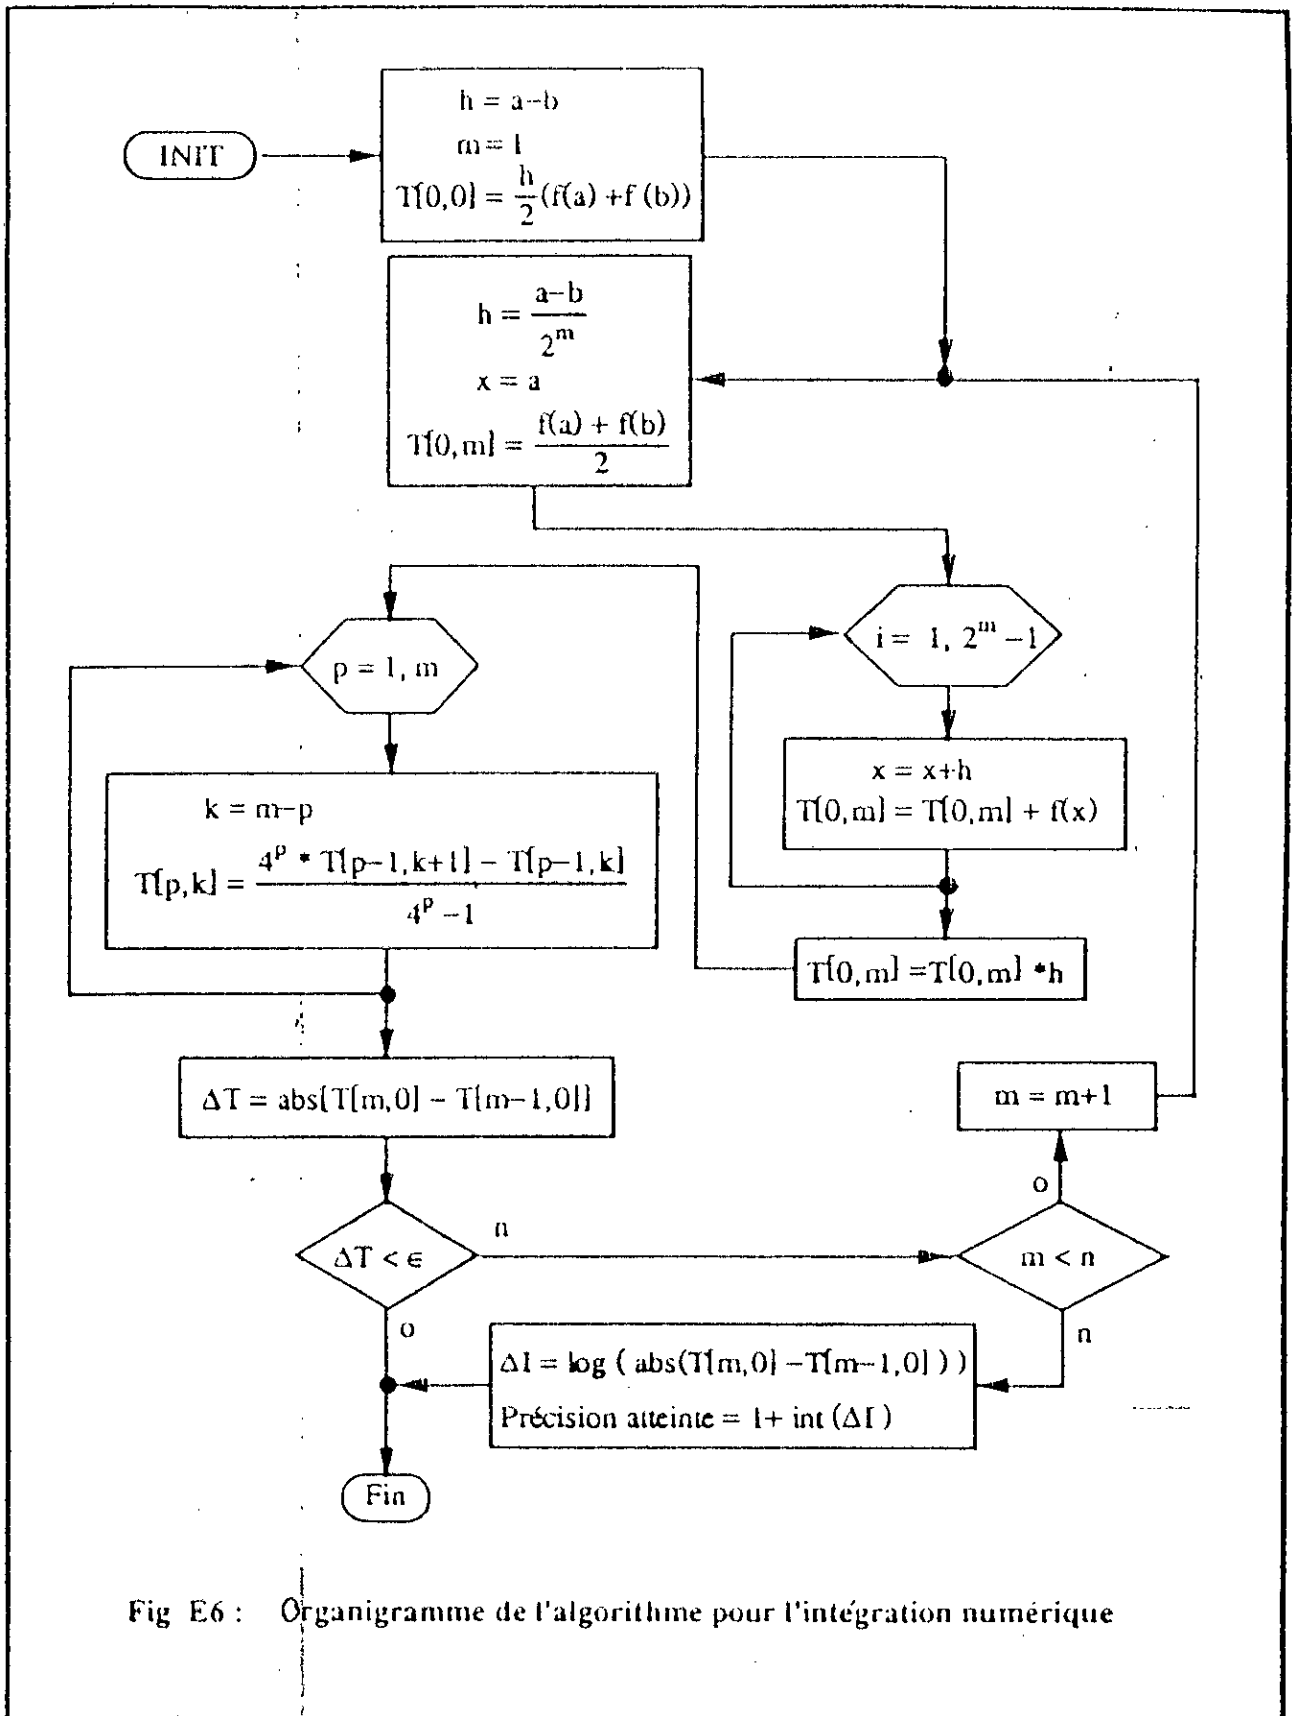 INIT
h = a-b
m = 1
T[0,0] = h/2 (f(a) + f(b))
h = a-b / 2^m
x = a
T[0,m] = f(a) + f(b) / 2
i = 1, 2^m - 1
x = x+h
T[0,m] = T[0,m] + f(x)
T[0,m] = T[0,m] * h
p = 1, m
k = m-p
T[p,k] = 4^p * T[p-1,k+1] - T[p-1,k] / 4^p - 1
ΔT = abs[T[m,0] - T[m-1,0]]
ΔT < ∈
n
o
m < n
o
n
m = m+1
ΔI = log ( abs(T[m,0] - T[m-1,0] ) )
Précision atteinte = 1+ int (ΔI )
Fin
Fig E6 : Organigramme de l'algorithme pour l'intégration numérique